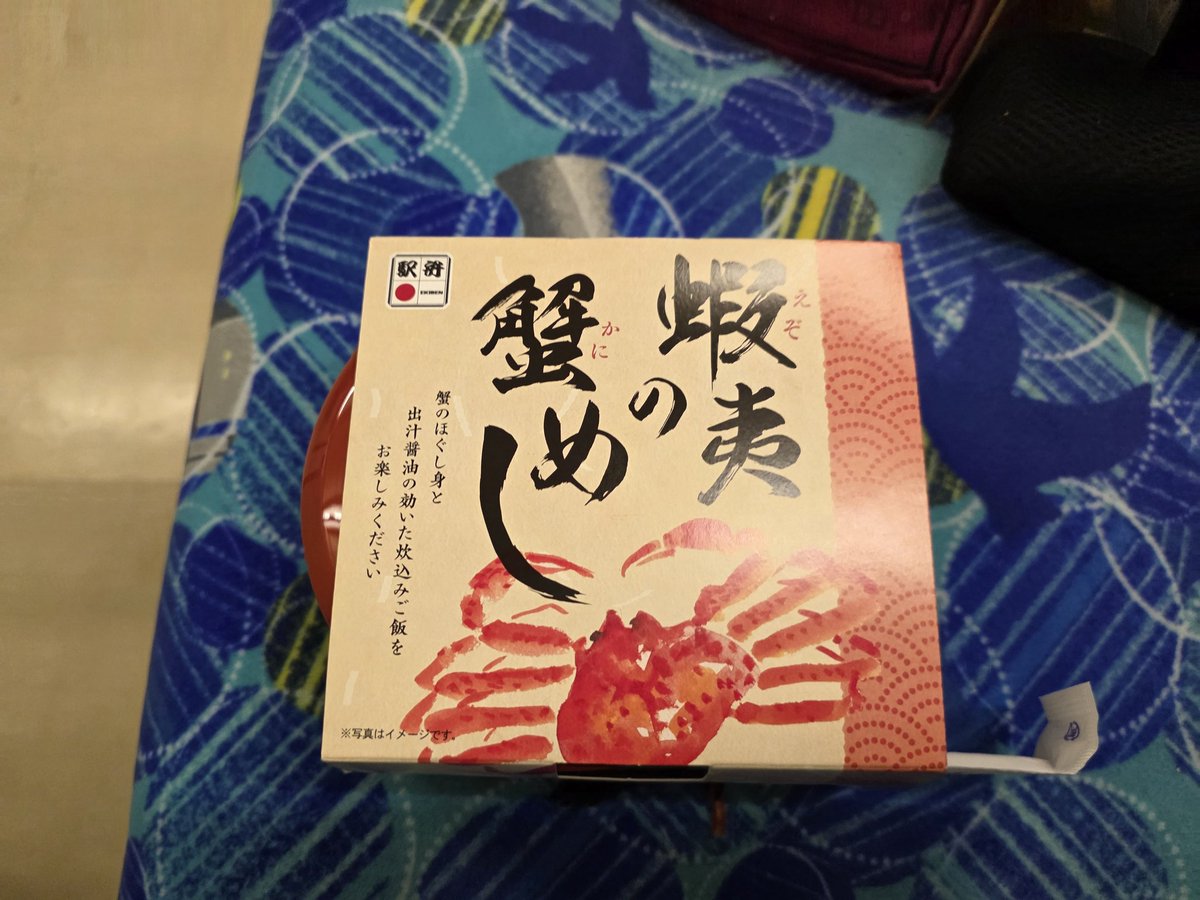 駅弁
EKIBEN
蝦夷
えぞ
の
蟹めし
かに
蟹のほぐし身と
出汁醤油の効いた炊込みご飯を
お楽しみください
※写真はイメージです。